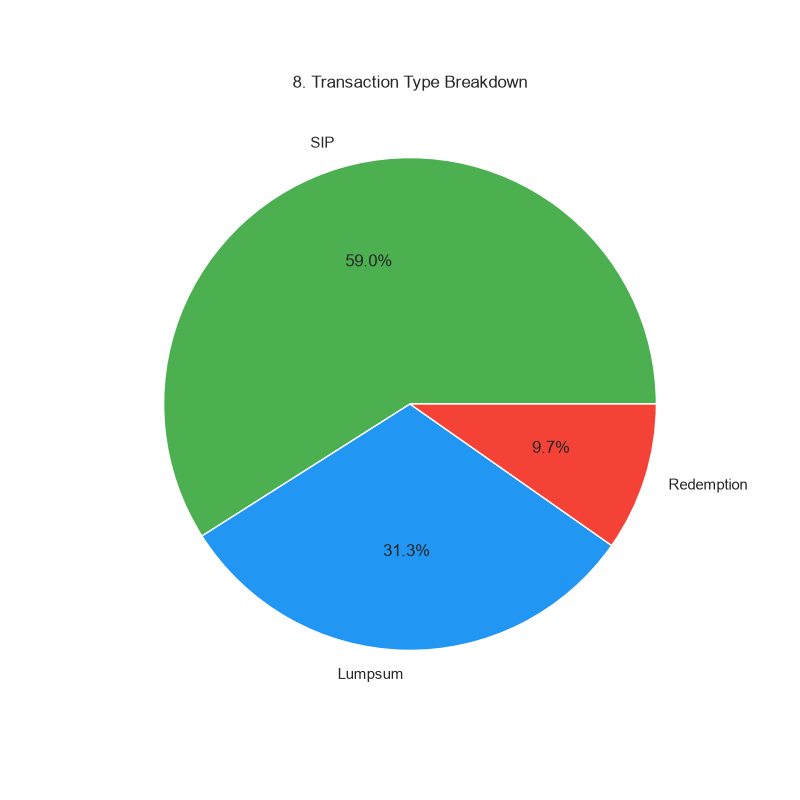 8. Transaction Type Breakdown
SIP
59.0%
9.7%
Redemption
31.3%
Lumpsum